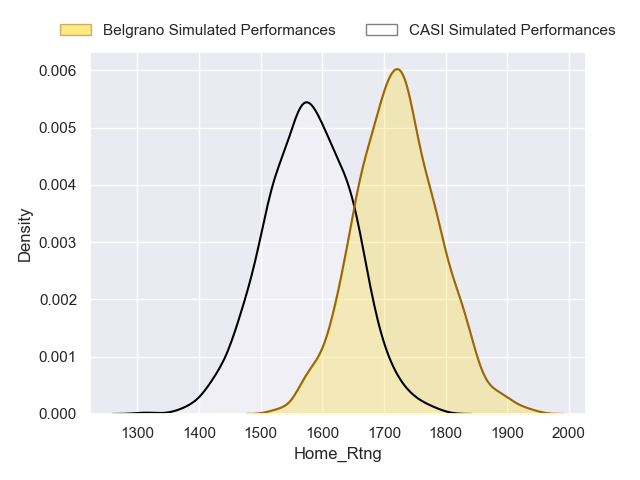 Belgrano Simulated Performances CASI Simulated Performances
0.006
0.005
0.004
0.003
0.002
0.001
0.000
Density
1300 1400 1500 1600 1700 1800 1900 2000
Home_Rtng